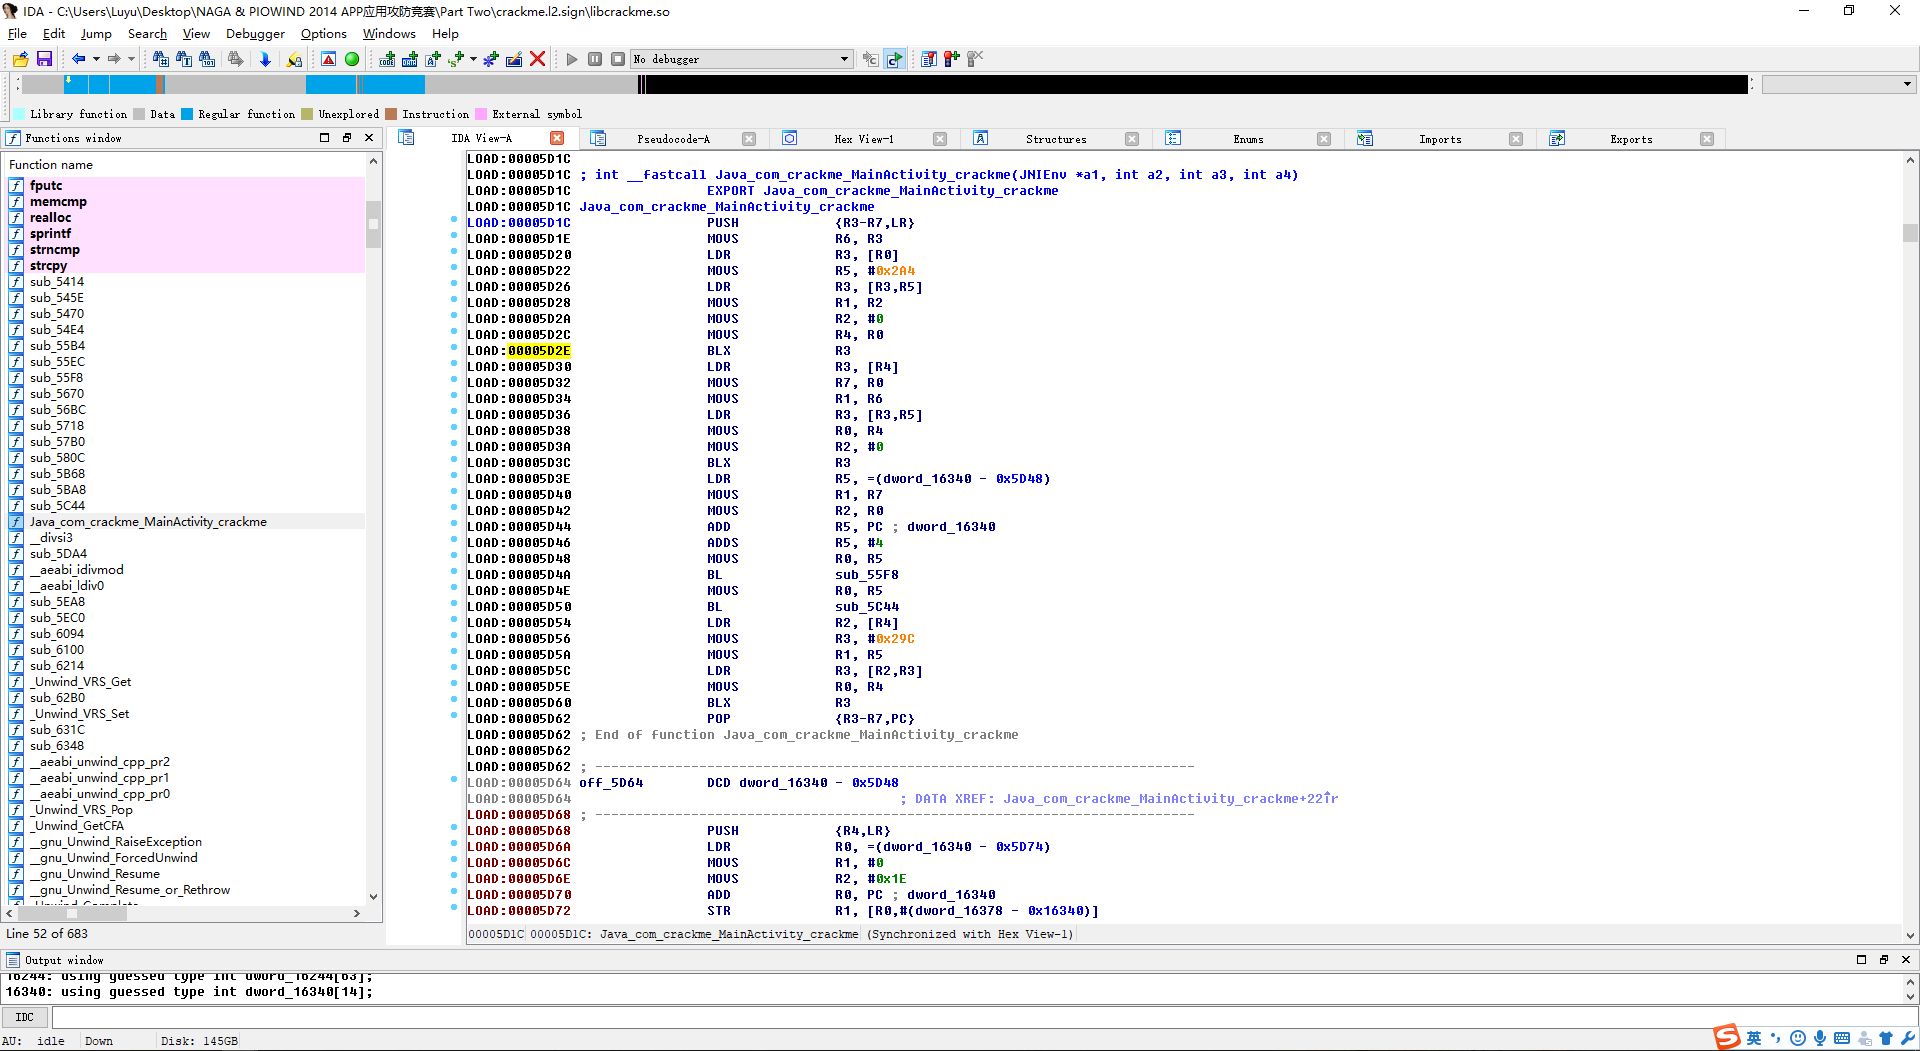 IDA - C:\Users\Luyu\Desktop\NAGA & PIOWIND 2014 APP应用攻防竞赛\Part Two\crackme.l2.sign\libcrackme.so
File Edit Jump Search View Debugger Options Windows Help
No debugger
Library function Data Regular function Unexplored Instruction External symbol
Functions window
IDA View-A Pseudocode-A Hex View-1 Structures Enums Imports Exports
Function name
fputc
memcmp
realloc
sprintf
strncmp
strcpy
sub_5414
sub_545E
sub_5470
sub_54E4
sub_55B4
sub_55EC
sub_55F8
sub_5670
sub_56BC
sub_5718
sub_57B0
sub_580C
sub_5B68
sub_5BA8
sub_5C44
Java_com_crackme_MainActivity_crackme
__divsi3
sub_5DA4
__aeabi_idivmod
__aeabi_ldiv0
sub_5EA8
sub_5EC0
sub_6094
sub_6100
sub_6214
_Unwind_VRS_Get
sub_62B0
_Unwind_VRS_Set
sub_631C
sub_6348
__aeabi_unwind_cpp_pr2
__aeabi_unwind_cpp_pr1
__aeabi_unwind_cpp_pr0
_Unwind_VRS_Pop
_Unwind_GetCFA
__gnu_Unwind_RaiseException
__gnu_Unwind_ForcedUnwind
__gnu_Unwind_Resume
__gnu_Unwind_Resume_or_Rethrow
_Unwind_Complete
Line 52 of 683
LOAD:00005D1C
LOAD:00005D1C ; int __fastcall Java_com_crackme_MainActivity_crackme(JNIEnv *a1, int a2, int a3, int a4)
LOAD:00005D1C EXPORT Java_com_crackme_MainActivity_crackme
LOAD:00005D1C Java_com_crackme_MainActivity_crackme
LOAD:00005D1C PUSH {R3-R7,LR}
LOAD:00005D1E MOVS R6, R3
LOAD:00005D20 LDR R3, [R0]
LOAD:00005D22 MOVS R5, #0x2A4
LOAD:00005D26 LDR R3, [R3,R5]
LOAD:00005D28 MOVS R1, R2
LOAD:00005D2A MOVS R2, #0
LOAD:00005D2C MOVS R4, R0
LOAD:00005D2E BLX R3
LOAD:00005D30 LDR R3, [R4]
LOAD:00005D32 MOVS R7, R0
LOAD:00005D34 MOVS R1, R6
LOAD:00005D36 LDR R3, [R3,R5]
LOAD:00005D38 MOVS R0, R4
LOAD:00005D3A MOVS R2, #0
LOAD:00005D3C BLX R3
LOAD:00005D3E LDR R5, =(dword_16340 - 0x5D48)
LOAD:00005D40 MOVS R1, R7
LOAD:00005D42 MOVS R2, R0
LOAD:00005D44 ADD R5, PC ; dword_16340
LOAD:00005D46 ADDS R5, #4
LOAD:00005D48 MOVS R0, R5
LOAD:00005D4A BL sub_55F8
LOAD:00005D4E MOVS R0, R5
LOAD:00005D50 BL sub_5C44
LOAD:00005D54 LDR R2, [R4]
LOAD:00005D56 MOVS R3, #0x29C
LOAD:00005D5A MOVS R1, R5
LOAD:00005D5C LDR R3, [R2,R3]
LOAD:00005D5E MOVS R0, R4
LOAD:00005D60 BLX R3
LOAD:00005D62 POP {R3-R7,PC}
LOAD:00005D62 ; End of function Java_com_crackme_MainActivity_crackme
LOAD:00005D62
LOAD:00005D62 ; ---------------------------------------------------------------------------
LOAD:00005D64 off_5D64 DCD dword_16340 - 0x5D48
LOAD:00005D64 ; DATA XREF: Java_com_crackme_MainActivity_crackme+22↑r
LOAD:00005D68 ; ---------------------------------------------------------------------------
LOAD:00005D68 PUSH {R4,LR}
LOAD:00005D6A LDR R0, =(dword_16340 - 0x5D74)
LOAD:00005D6C MOVS R1, #0
LOAD:00005D6E MOVS R2, #0x1E
LOAD:00005D70 ADD R0, PC ; dword_16340
LOAD:00005D72 STR R1, [R0,#(dword_16378 - 0x16340)]
00005D1C 00005D1C: Java_com_crackme_MainActivity_crackme (Synchronized with Hex View-1)
Output window
16244: using guessed type int dword_16244[63];
16340: using guessed type int dword_16340[14];
IDC
AU: idle Down Disk: 145GB
英